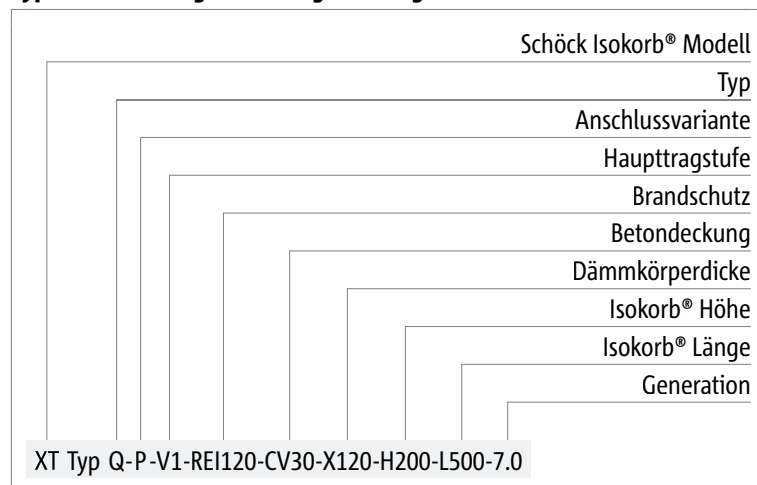 Schöck Isokorb® Modell
Typ
Anschlussvariante
Haupttragstufe
Brandschutz
Betondeckung
Dämmkörperdicke
Isokorb® Höhe
Isokorb® Länge
Generation
XT Typ Q-P-V1-REI120-CV30-X120-H200-L500-7.0